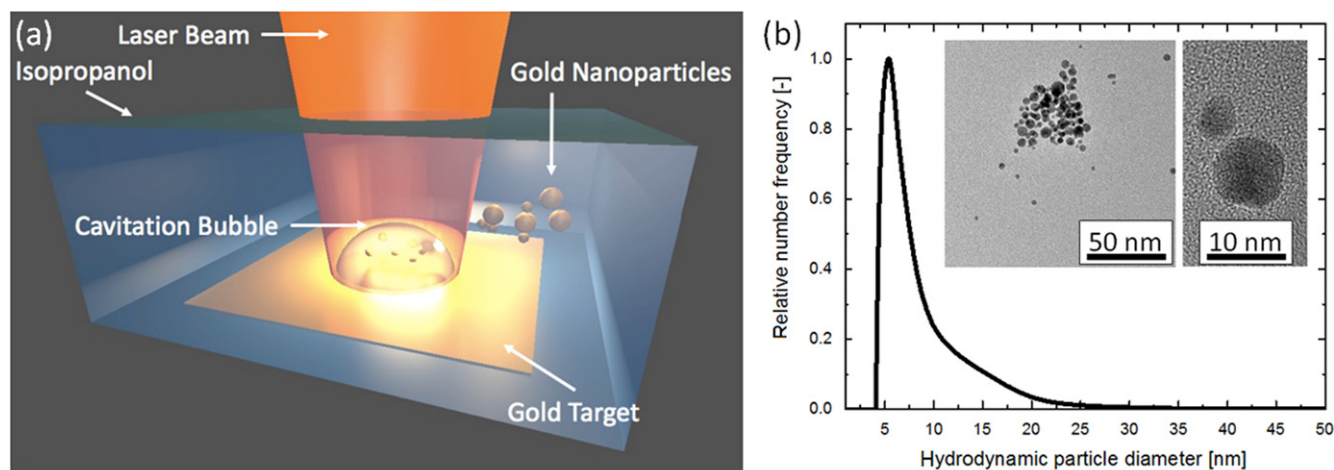 (a)
Laser Beam
Isopropanol
Gold Nanoparticles
Cavitation Bubble
Gold Target
(b)
Relative number frequency [-]
1.0
0.8
0.6
0.4
0.2
0.0
50 nm
10 nm
5 10 15 20 25 30 35 40 45 50
Hydrodynamic particle diameter [nm]